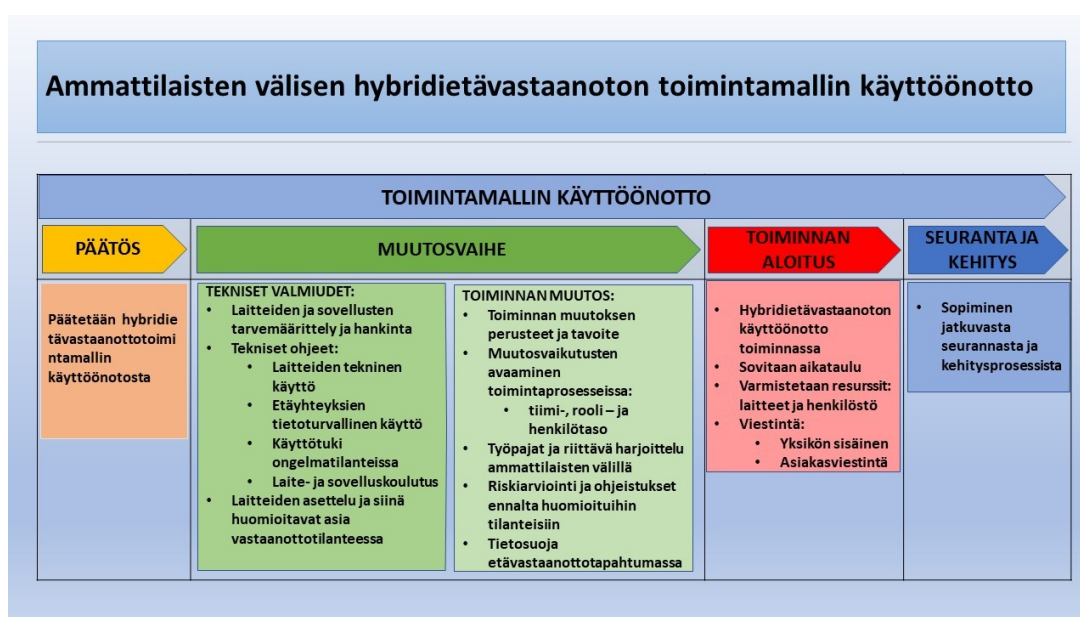 Ammattilaisten välisen hybridietävastaanoton toimintamallin käyttöönotto
TOIMINTAMALLIN KÄYTTÖÖNOTTO
PÄÄTÖS
MUUTOSVAIHE
TOIMINNAN
ALOITUS
SEURANTA JA
KEHITYS
Päätetään hybridie
tävastaanottotoimi
ntamallin
käyttöönotosta
TEKNISET VALMIUDET:
• Laitteiden ja sovellusten
tarvemäärittely ja hankinta
• Tekniset ohjeet:
• Laitteiden tekninen
käyttö
• Etäyhteyksien
tietoturvallinen käyttö
• Käyttötuki
ongelmatilanteissa
• Laite- ja sovelluskoulutus
• Laitteiden asettelu ja siinä
huomioitavat asia
vastaanottotilanteessa
TOIMINNAN MUUTOS:
• Toiminnan muutoksen
perusteet ja tavoite
• Muutosvaikutusten
avaaminen
toimintaprosesseissa:
• tiimi-, rooli – ja
henkilötaso
• Työpajat ja riittävä harjoittelu
ammattilaisten välillä
• Riskiarviointi ja ohjeistukset
ennalta huomioituihin
tilanteisiin
• Tietosuoja
etävastaanottotapahtumassa
• Hybridietävastaanoton
käyttöönotto
toiminnassa
• Sovitaan aikataulu
• Varmistetaan resurssit:
laitteet ja henkilöstö
• Viestintä:
• Yksikön sisäinen
• Asiakasviestintä
• Sopiminen
jatkuvasta
seurannasta ja
kehitysprosessista